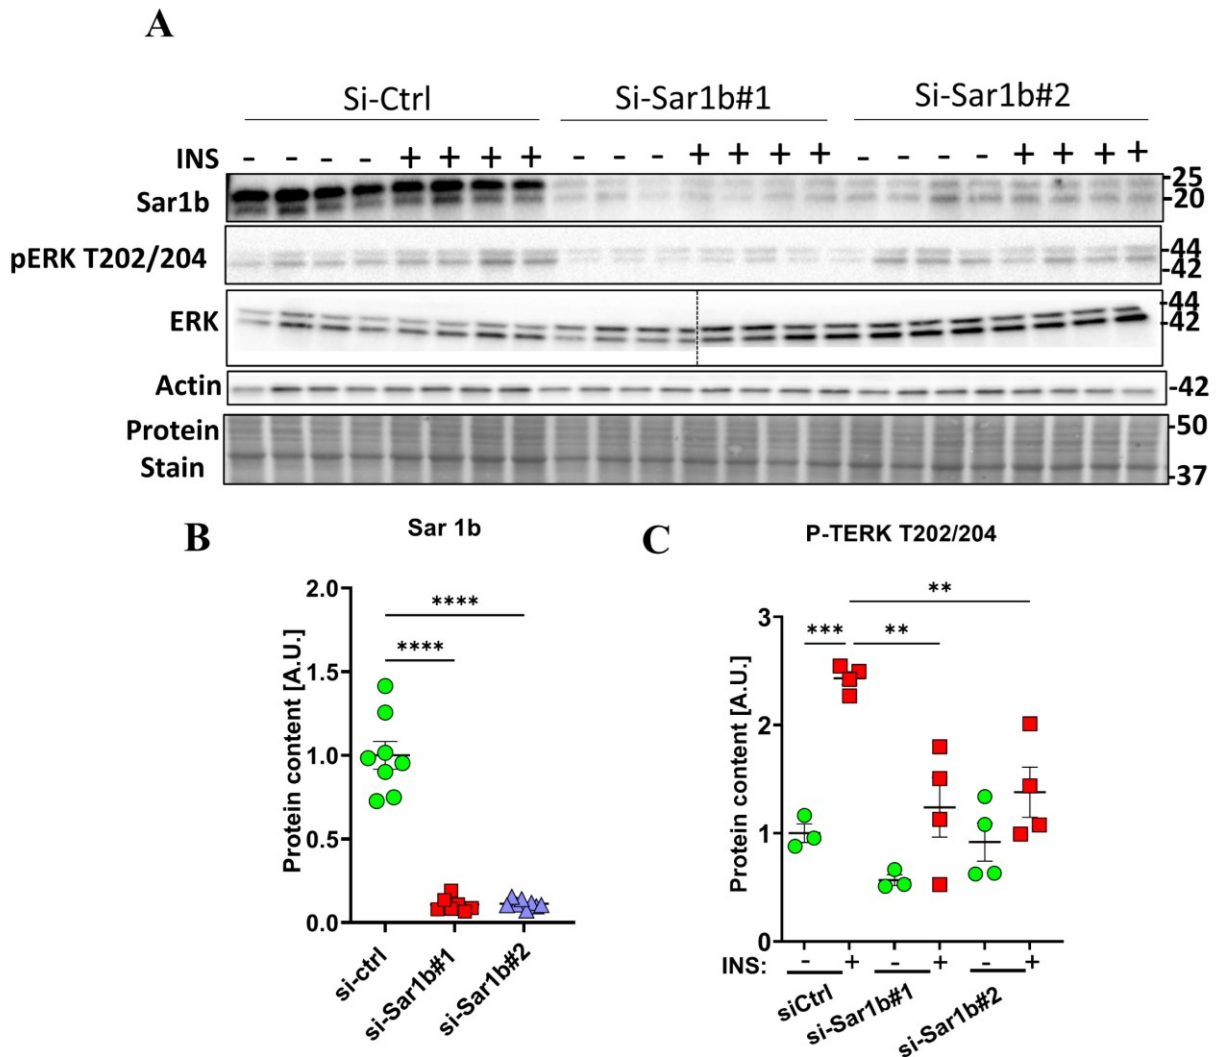 A
Si-Ctrl Si-Sar1b#1 Si-Sar1b#2
INS - - - - + + + + - - - + + + + - - - - + + + +
Sar1b -25
-20
pERK T202/204 -44
-42
ERK -44
-42
Actin -42
Protein -50
Stain -37
B Sar 1b
Protein content [A.U.]
2.0
1.5
1.0
0.5
0.0
****
****
si-ctrl si-Sar1b#1 si-Sar1b#2
C P-TERK T202/204
Protein content [A.U.]
3
2
1
0
**
*** **
INS: - + - + - +
siCtrl si-Sar1b#1 si-Sar1b#2